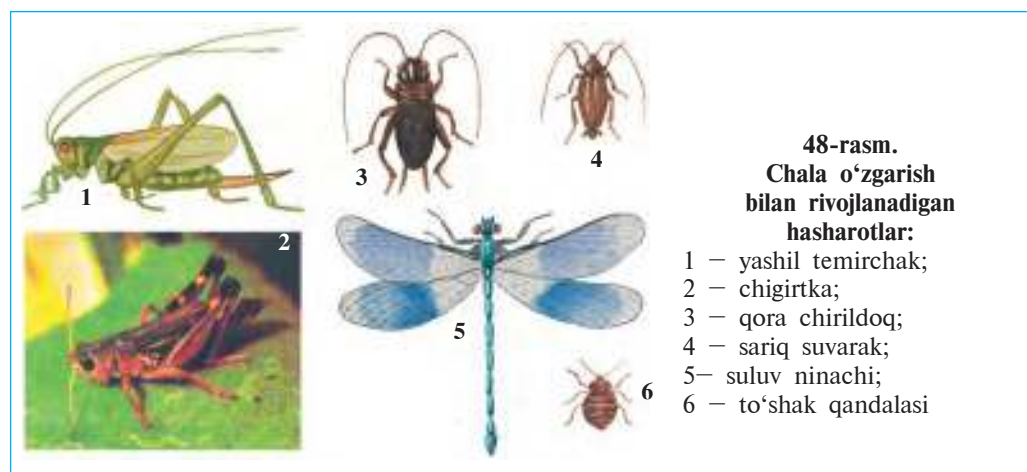 1
2
3
4
5
6
48-rasm.
Chala o‘zgarish
bilan rivojlanadigan
hasharotlar:
1 — yashil temirchak;
2 — chigirtka;
3 — qora chirildoq;
4 — sariq suvarak;
5— suluv ninachi;
6 — to‘shak qandalasi